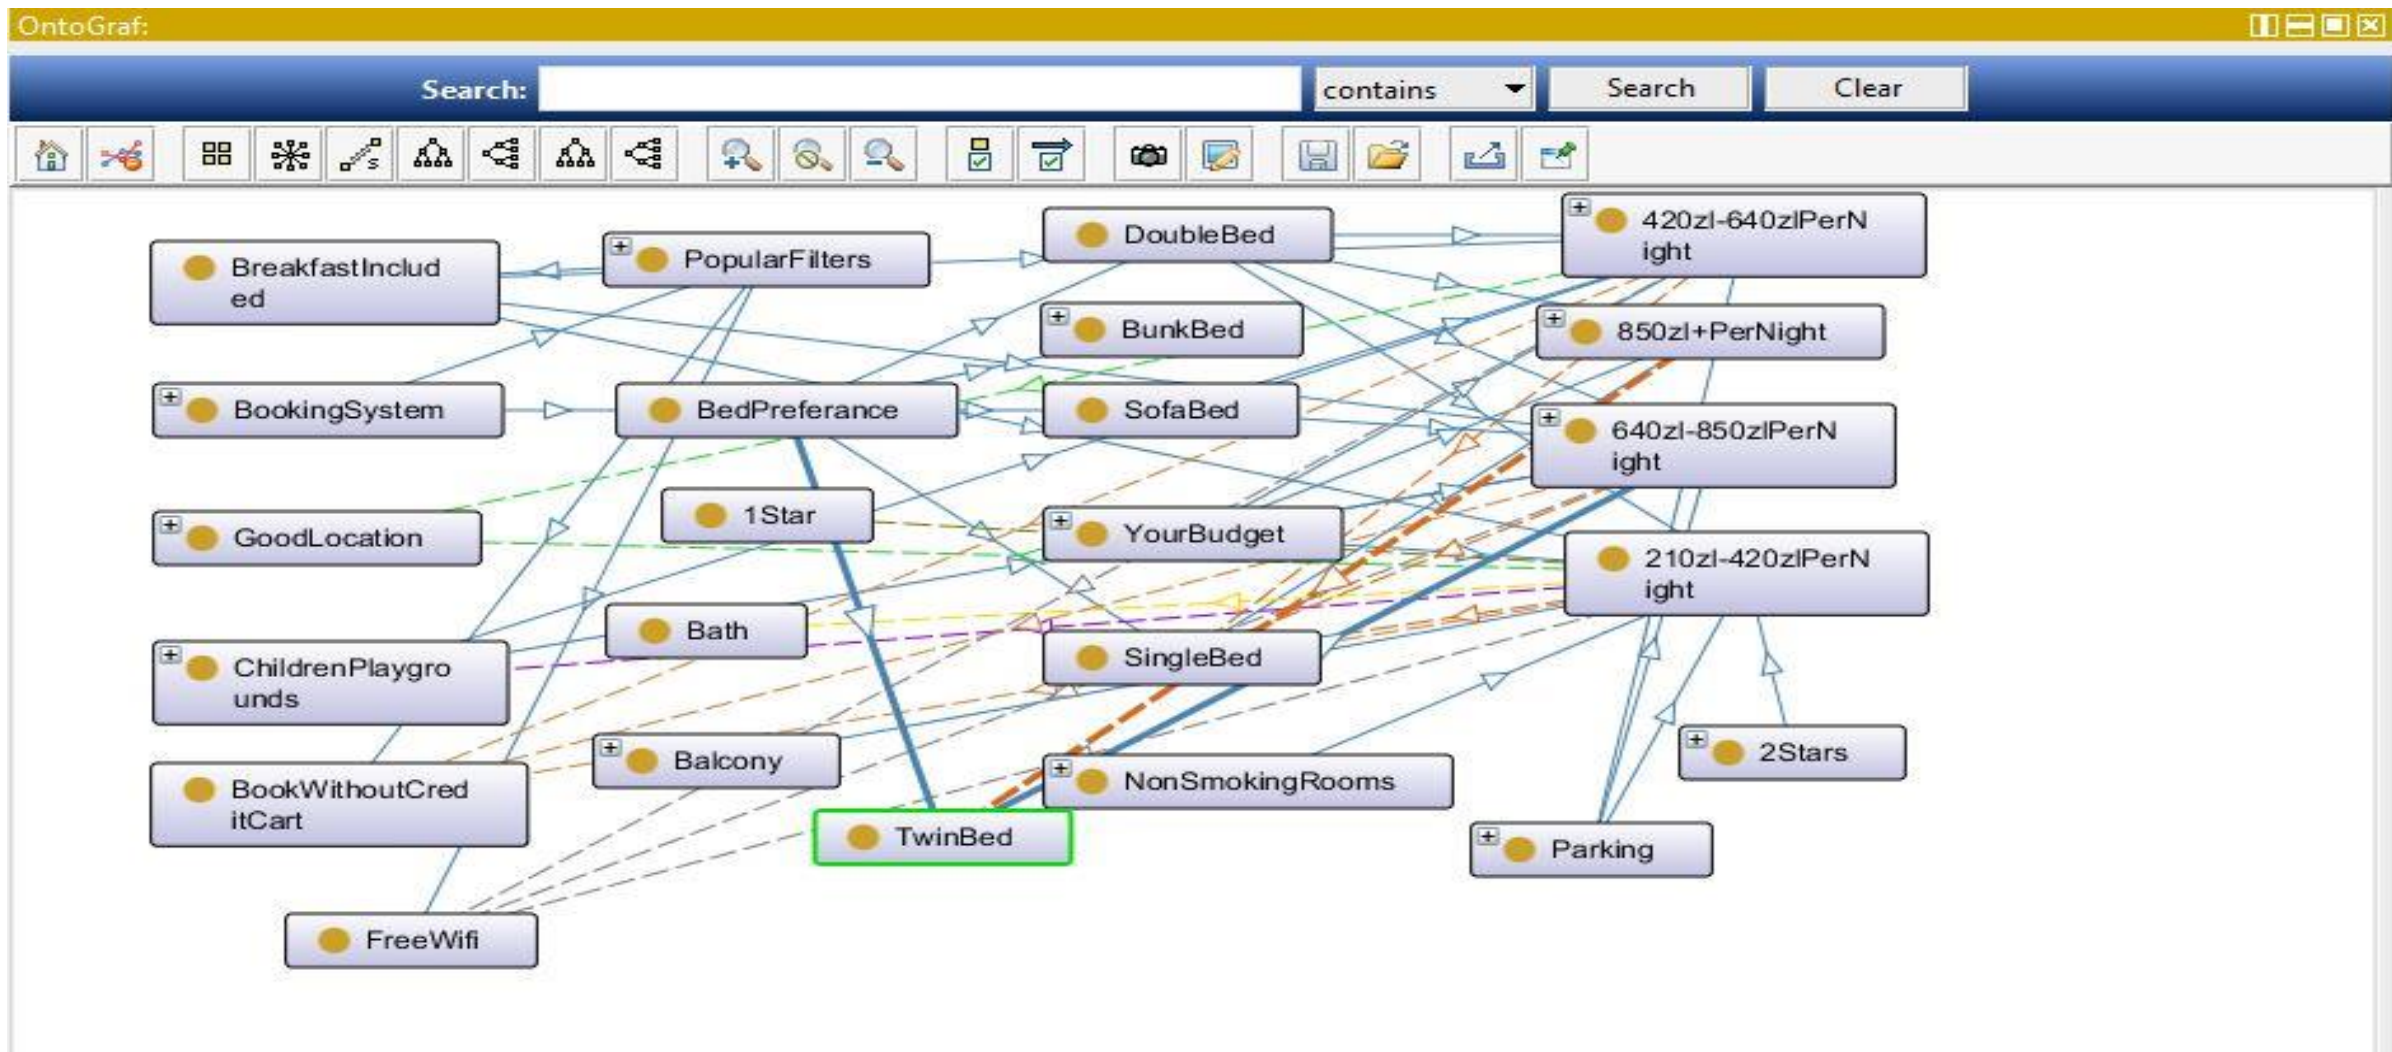 OntoGraf:
Search:
contains
Search
Clear
DoubleBed
420zl-640zlPerN
ight
BreakfastInclud
ed
PopularFilters
BunkBed
850zl+PerNight
BookingSystem
BedPreferance
SofaBed
640zl-850zlPerN
ight
GoodLocation
1Star
YourBudget
210zl-420zlPerN
ight
Bath
SingleBed
ChildrenPlaygro
unds
Balcony
NonSmokingRooms
2Stars
BookWithoutCred
itCart
TwinBed
Parking
FreeWifi